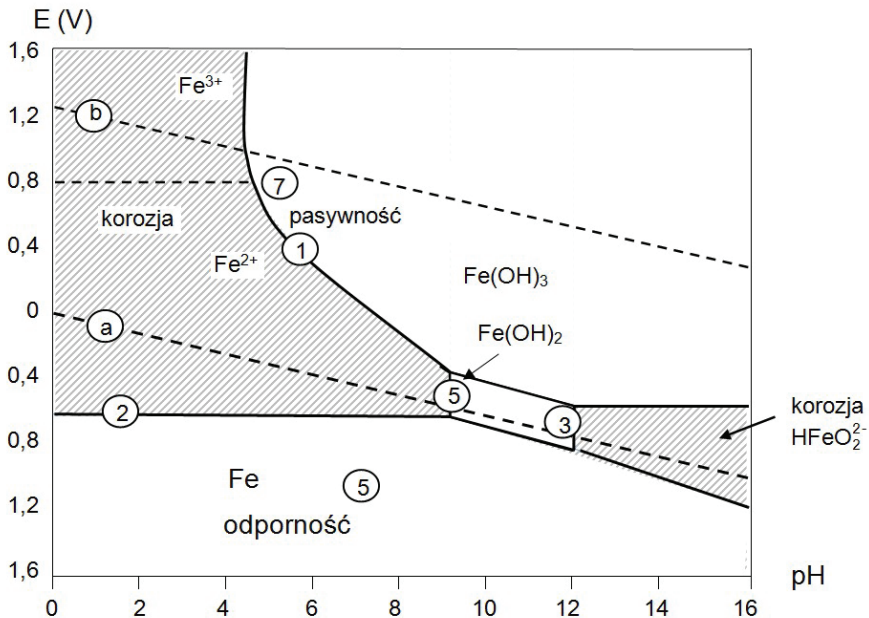 E (V)
1,6
1,2
0,8
0,4
0
0,4
0,8
1,2
1,6
Fe3+
b
7
korozja
pasywność
1
Fe2+
Fe(OH)3
a
Fe(OH)2
5
2
3
korozja
HFeO22-
Fe
5
odporność
0
2
4
6
8
10
12
14
16
pH